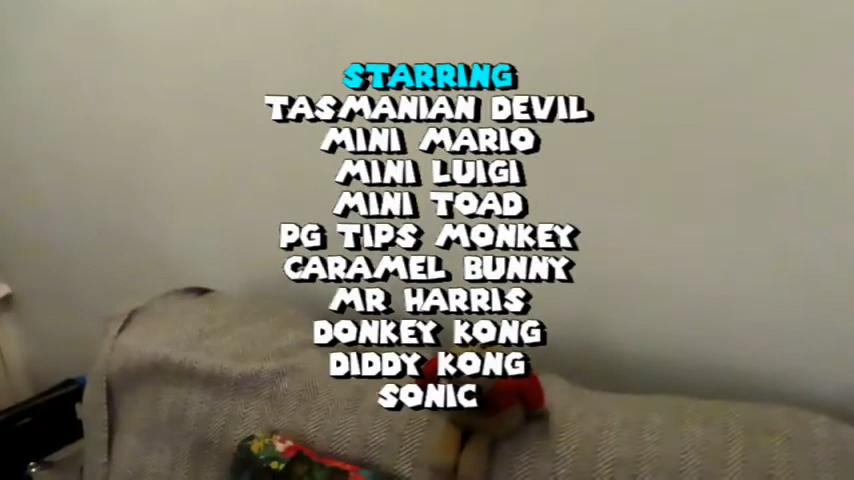 STARRING
TASMANIAN DEVIL
MINI MARIO
MINI LUIGI
MINI TOAD
PG TIPS MONKEY
CARAMEL BUNNY
MR HARRIS
DONKEY KONG
DIDDY KONG
SONIC